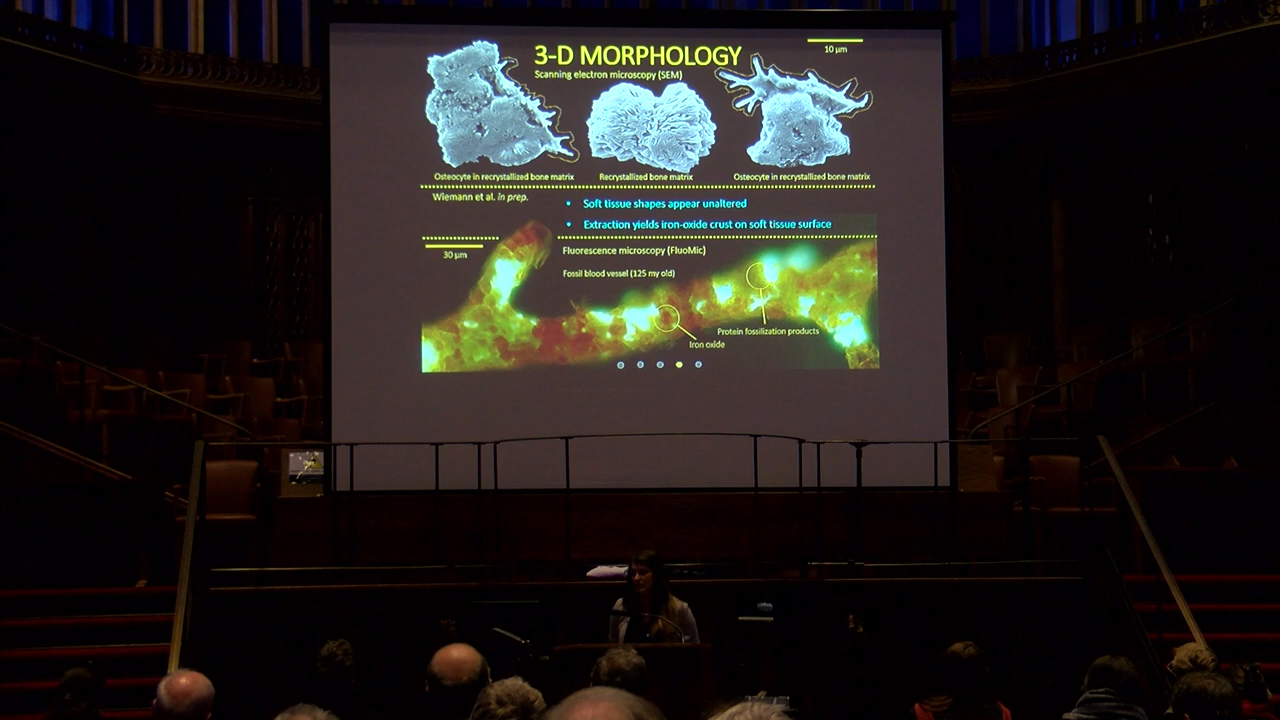 3-D MORPHOLOGY
10 µm
Scanning electron microscopy (SEM)
Osteocyte in recrystallized bone matrix
Recrystallized bone matrix
Osteocyte in recrystallized bone matrix
Wiemann et al. in prep.
• Soft tissue shapes appear unaltered
• Extraction yields iron-oxide crust on soft tissue surface
30 µm
Fluorescence microscopy (FluoMic)
Fossil blood vessel (125 my old)
Protein fossilization products
Iron oxide